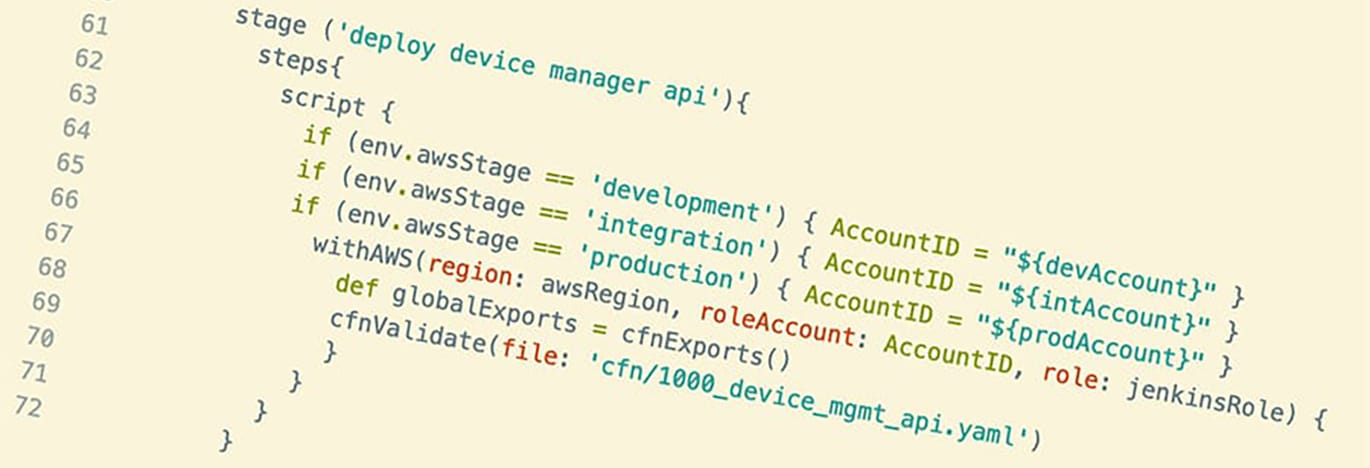 stage ('deploy device manager api'){
61 steps{
62 script {
63 if (env.awsStage == 'development') { AccountID = "${devAccount}" }
64 if (env.awsStage == 'integration') { AccountID = "${intAccount}" }
65 if (env.awsStage == 'production') { AccountID = "${prodAccount}" }
66 withAWS(region: awsRegion, roleAccount: AccountID, role: jenkinsRole) {
67 def globalExports = cfnExports()
68 cfnValidate(file: 'cfn/1000_device_mgmt_api.yaml')
69 }
70 }
71 }
72 }